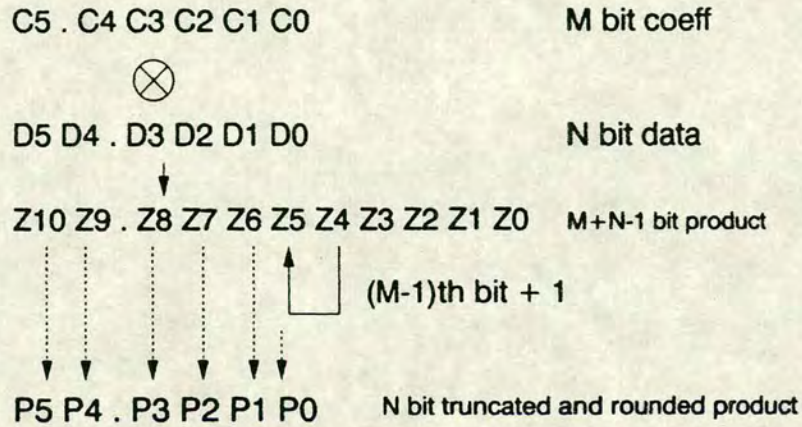 C5 . C4 C3 C2 C1 C0 M bit coeff
D5 D4 . D3 D2 D1 D0 N bit data
Z10 Z9 . Z8 Z7 Z6 Z5 Z4 Z3 Z2 Z1 Z0 M+N-1 bit product
(M-1)th bit + 1
P5 P4 . P3 P2 P1 P0 N bit truncated and rounded product